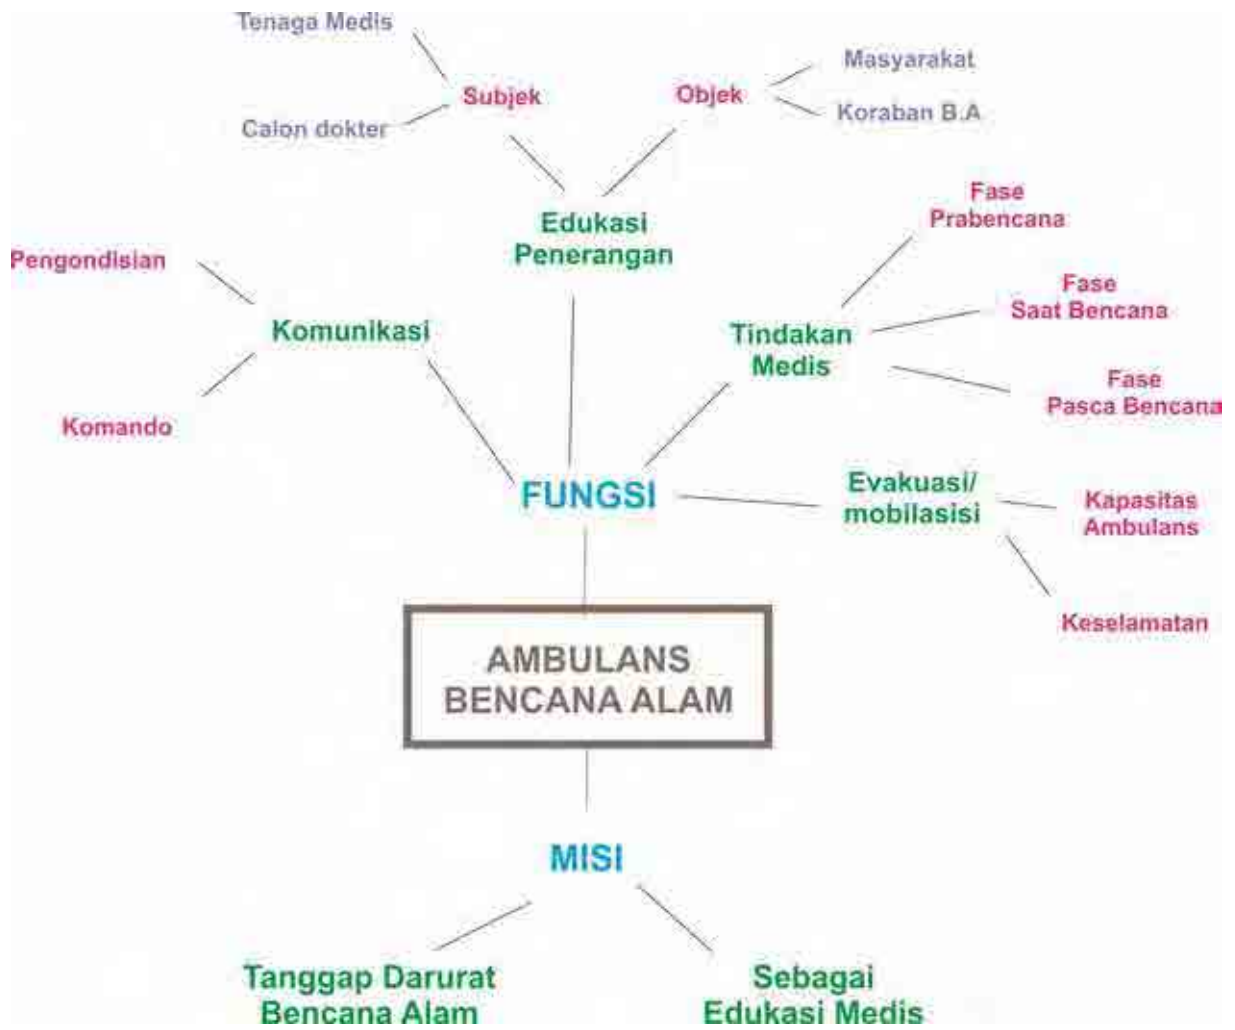 Tenaga Medis
Subjek
Calon dokter
Objek
Masyarakat
Koraban B.A
Edukasi
Penerangan
Fase
Prabencana
Pengondisian
Komunikasi
Komando
Tindakan
Medis
Fase
Saat Bencana
Fase
Pasca Bencana
FUNGSI
Evakuasi/
mobilasisi
Kapasitas
Ambulans
Keselamatan
AMBULANS
BENCANA ALAM
MISI
Tanggap Darurat
Bencana Alam
Sebagai
Edukasi Medis